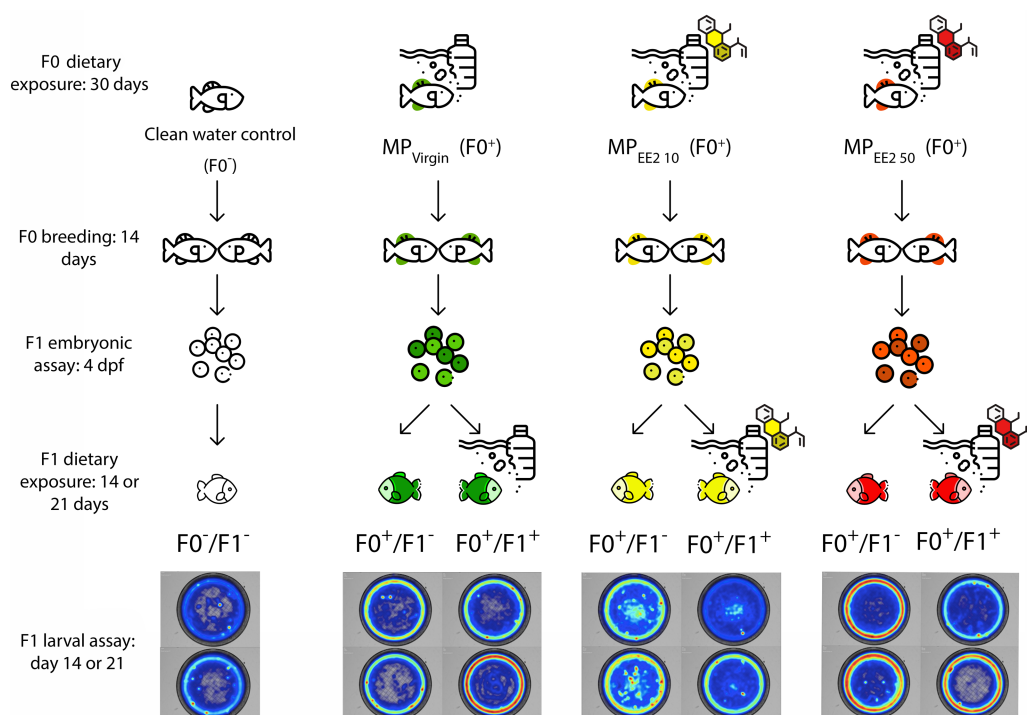 F0 dietary
exposure: 30 days
Clean water control
(F0⁻)
MP_Virgin (F0⁺)
MP_EE2 10 (F0⁺)
MP_EE2 50 (F0⁺)
F0 breeding: 14
days
F1 embryonic
assay: 4 dpf
F1 dietary
exposure: 14 or
21 days
F0⁻/F1⁻
F0⁺/F1⁻
F0⁺/F1⁺
F0⁺/F1⁻
F0⁺/F1⁺
F0⁺/F1⁻
F0⁺/F1⁺
F1 larval assay:
day 14 or 21